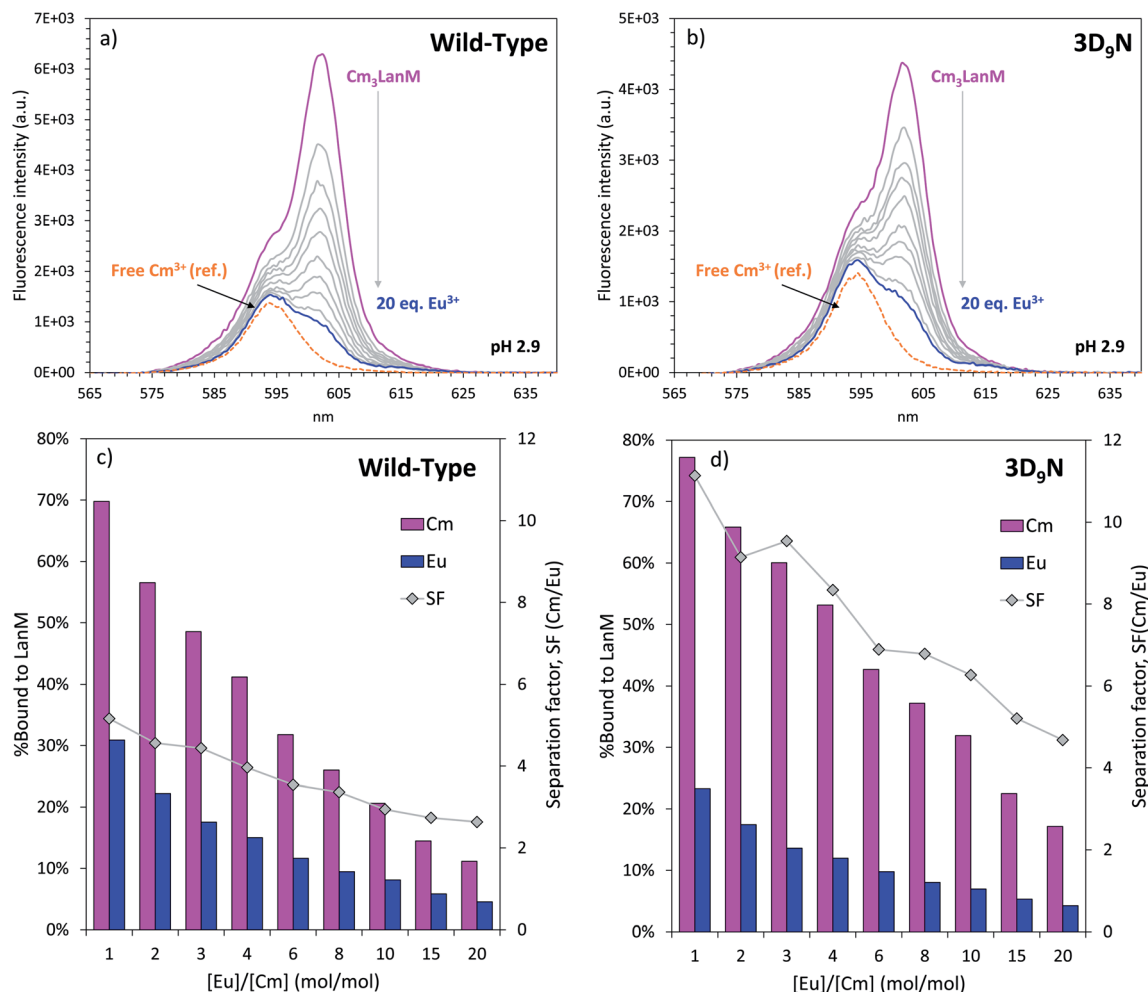 a)
Wild-Type
Fluorescence intensity (a.u.)
7E+03
6E+03
5E+03
4E+03
3E+03
2E+03
1E+03
0E+00
Cm₃LanM
Free Cm³⁺ (ref.)
20 eq. Eu³⁺
pH 2.9
565 575 585 595 605 615 625 635
nm
b)
3D₉N
Fluorescence intensity (a.u.)
5E+03
4E+03
3E+03
2E+03
1E+03
0E+00
Cm₃LanM
Free Cm³⁺ (ref.)
20 eq. Eu³⁺
pH 2.9
565 575 585 595 605 615 625 635
nm
c)
Wild-Type
%Bound to LanM
80%
70%
60%
50%
40%
30%
20%
10%
0%
Cm
Eu
SF
12
10
8
6
4
2
0
Separation factor, SF (Cm/Eu)
1 2 3 4 6 8 10 15 20
[Eu]/[Cm] (mol/mol)
d)
3D₉N
%Bound to LanM
80%
70%
60%
50%
40%
30%
20%
10%
0%
Cm
Eu
SF
12
10
8
6
4
2
0
Separation factor, SF(Cm/Eu)
1 2 3 4 6 8 10 15 20
[Eu]/[Cm] (mol/mol)